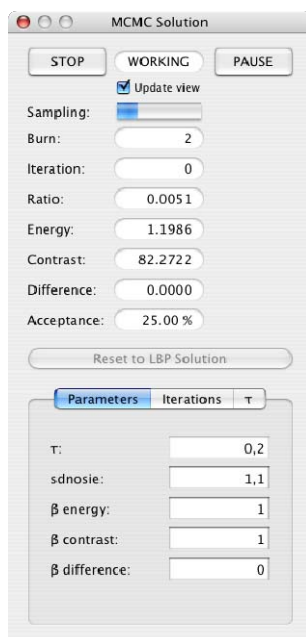 MCMC Solution
STOP WORKING PAUSE
Update view
Sampling:
Burn: 2
Iteration: 0
Ratio: 0.0051
Energy: 1.1986
Contrast: 82.2722
Difference: 0.0000
Acceptance: 25.00 %
Reset to LBP Solution
Parameters Iterations τ
τ: 0,2
sdnosie: 1,1
β energy: 1
β contrast: 1
β difference: 0